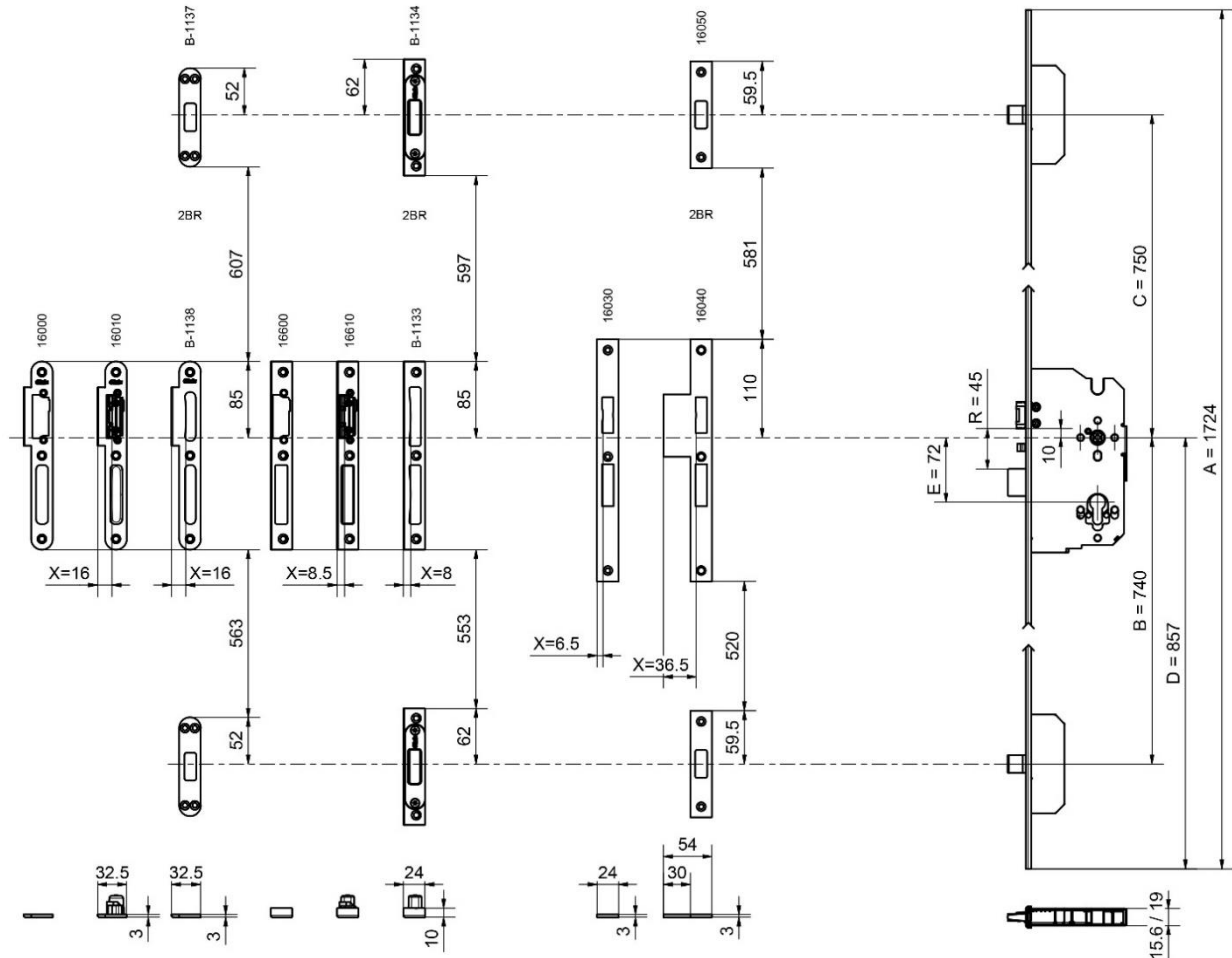 B-1137
B-1134
16050
52
62
59.5
2BR
2BR
2BR
607
597
581
C = 750
A = 1724
16000
16010
B-1138
16600
16610
B-1133
16030
16040
85
85
110
R = 45
10
E = 72
X=16
X=16
X=8.5
X=8
563
553
X=6.5
X=36.5
520
B = 740
D = 857
52
62
59.5
32.5
32.5
24
24
54
30
3
3
10
3
3
15.6 / 19